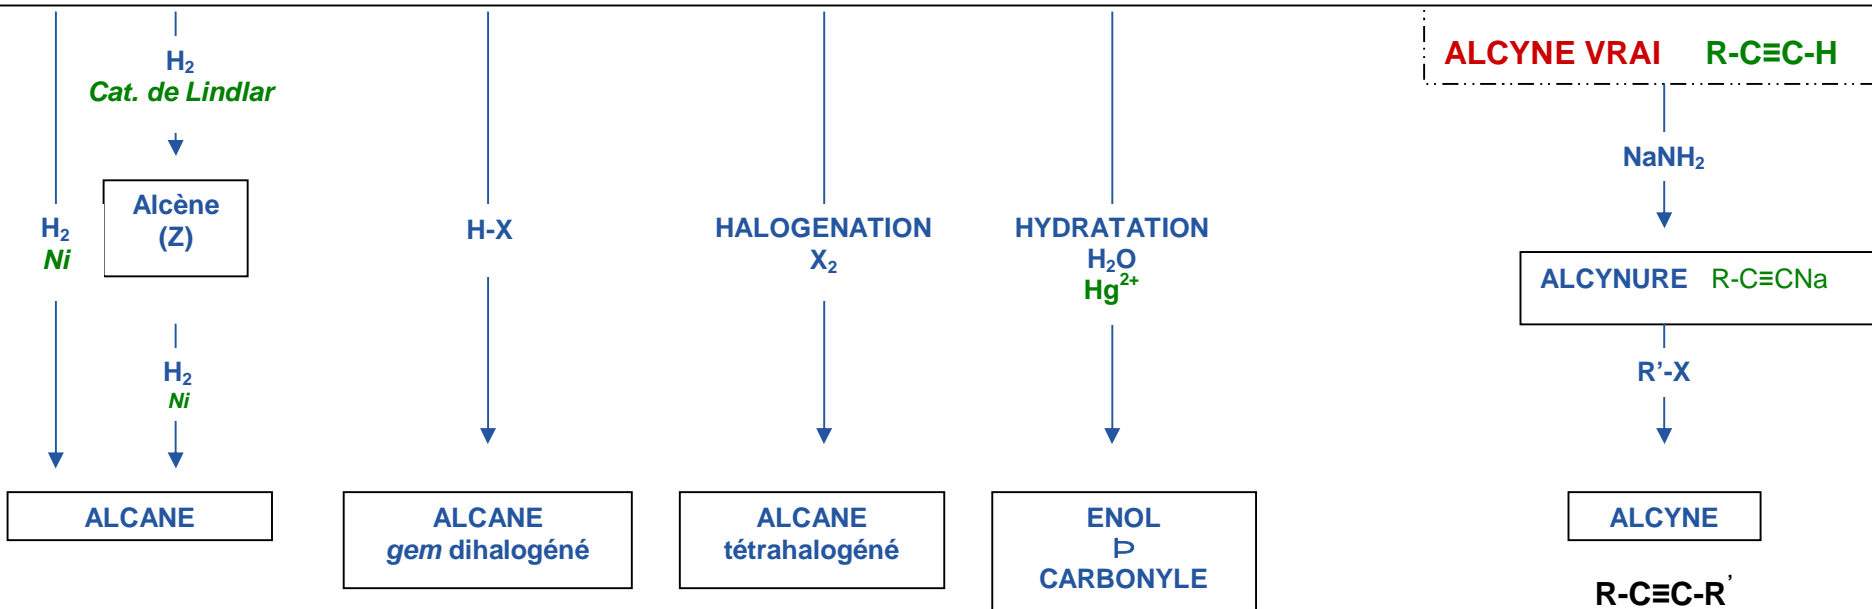 H₂
Cat. de Lindlar
Alcène
(Z)
H₂
Ni
H₂
Ni
ALCANE
H-X
ALCANE
gem dihalogéné
HALOGENATION
X₂
ALCANE
tétrahalogéné
HYDRATATION
H₂O
Hg²⁺
ENOL
CARBONYLE
ALCYNE VRAI R-C≡C-H
NaNH₂
ALCYNURE R-C≡CNa
R’-X
ALCYNE
R-C≡C-R’